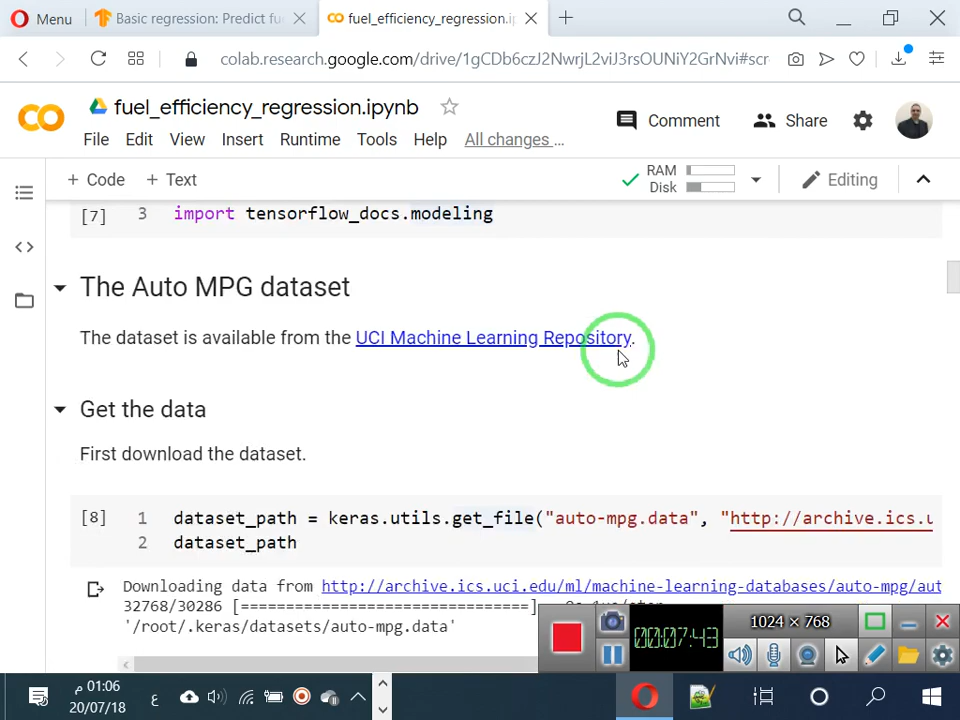 Menu
Basic regression: Predict fue
fuel_efficiency_regression.i
colab.research.google.com/drive/1gCDb6czJ2NwrjL2viJ3rsOUNiY2GrNvi#scr
fuel_efficiency_regression.ipynb
Comment
Share
File Edit View Insert Runtime Tools Help All changes …
+ Code + Text
RAM
Disk
Editing
[7] 3 import tensorflow_docs.modeling
The Auto MPG dataset
The dataset is available from the UCI Machine Learning Repository.
Get the data
First download the dataset.
[8] 1 dataset_path = keras.utils.get_file("auto-mpg.data", "http://archive.ics.u
2 dataset_path
Downloading data from http://archive.ics.uci.edu/ml/machine-learning-databases/auto-mpg/aut
32768/30286 [==============================]
'/root/.keras/datasets/auto-mpg.data'
00:07:43
1024 × 768
01:06 م
20/07/18
ع